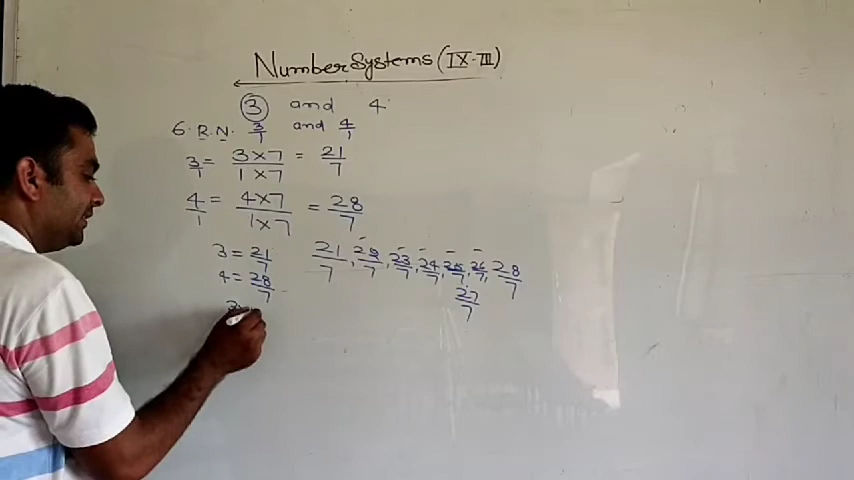 Number Systems (IX-III)
3 and 4
6. R.N. 3/1 and 4/1
3/1 = 3×7/1×7 = 21/7
4/1 = 4×7/1×7 = 28/7
3 = 21/7 21/7, 22/7, 23/7, 24/7, 25/7, 26/7, 28/7
4 = 28/7 27/7